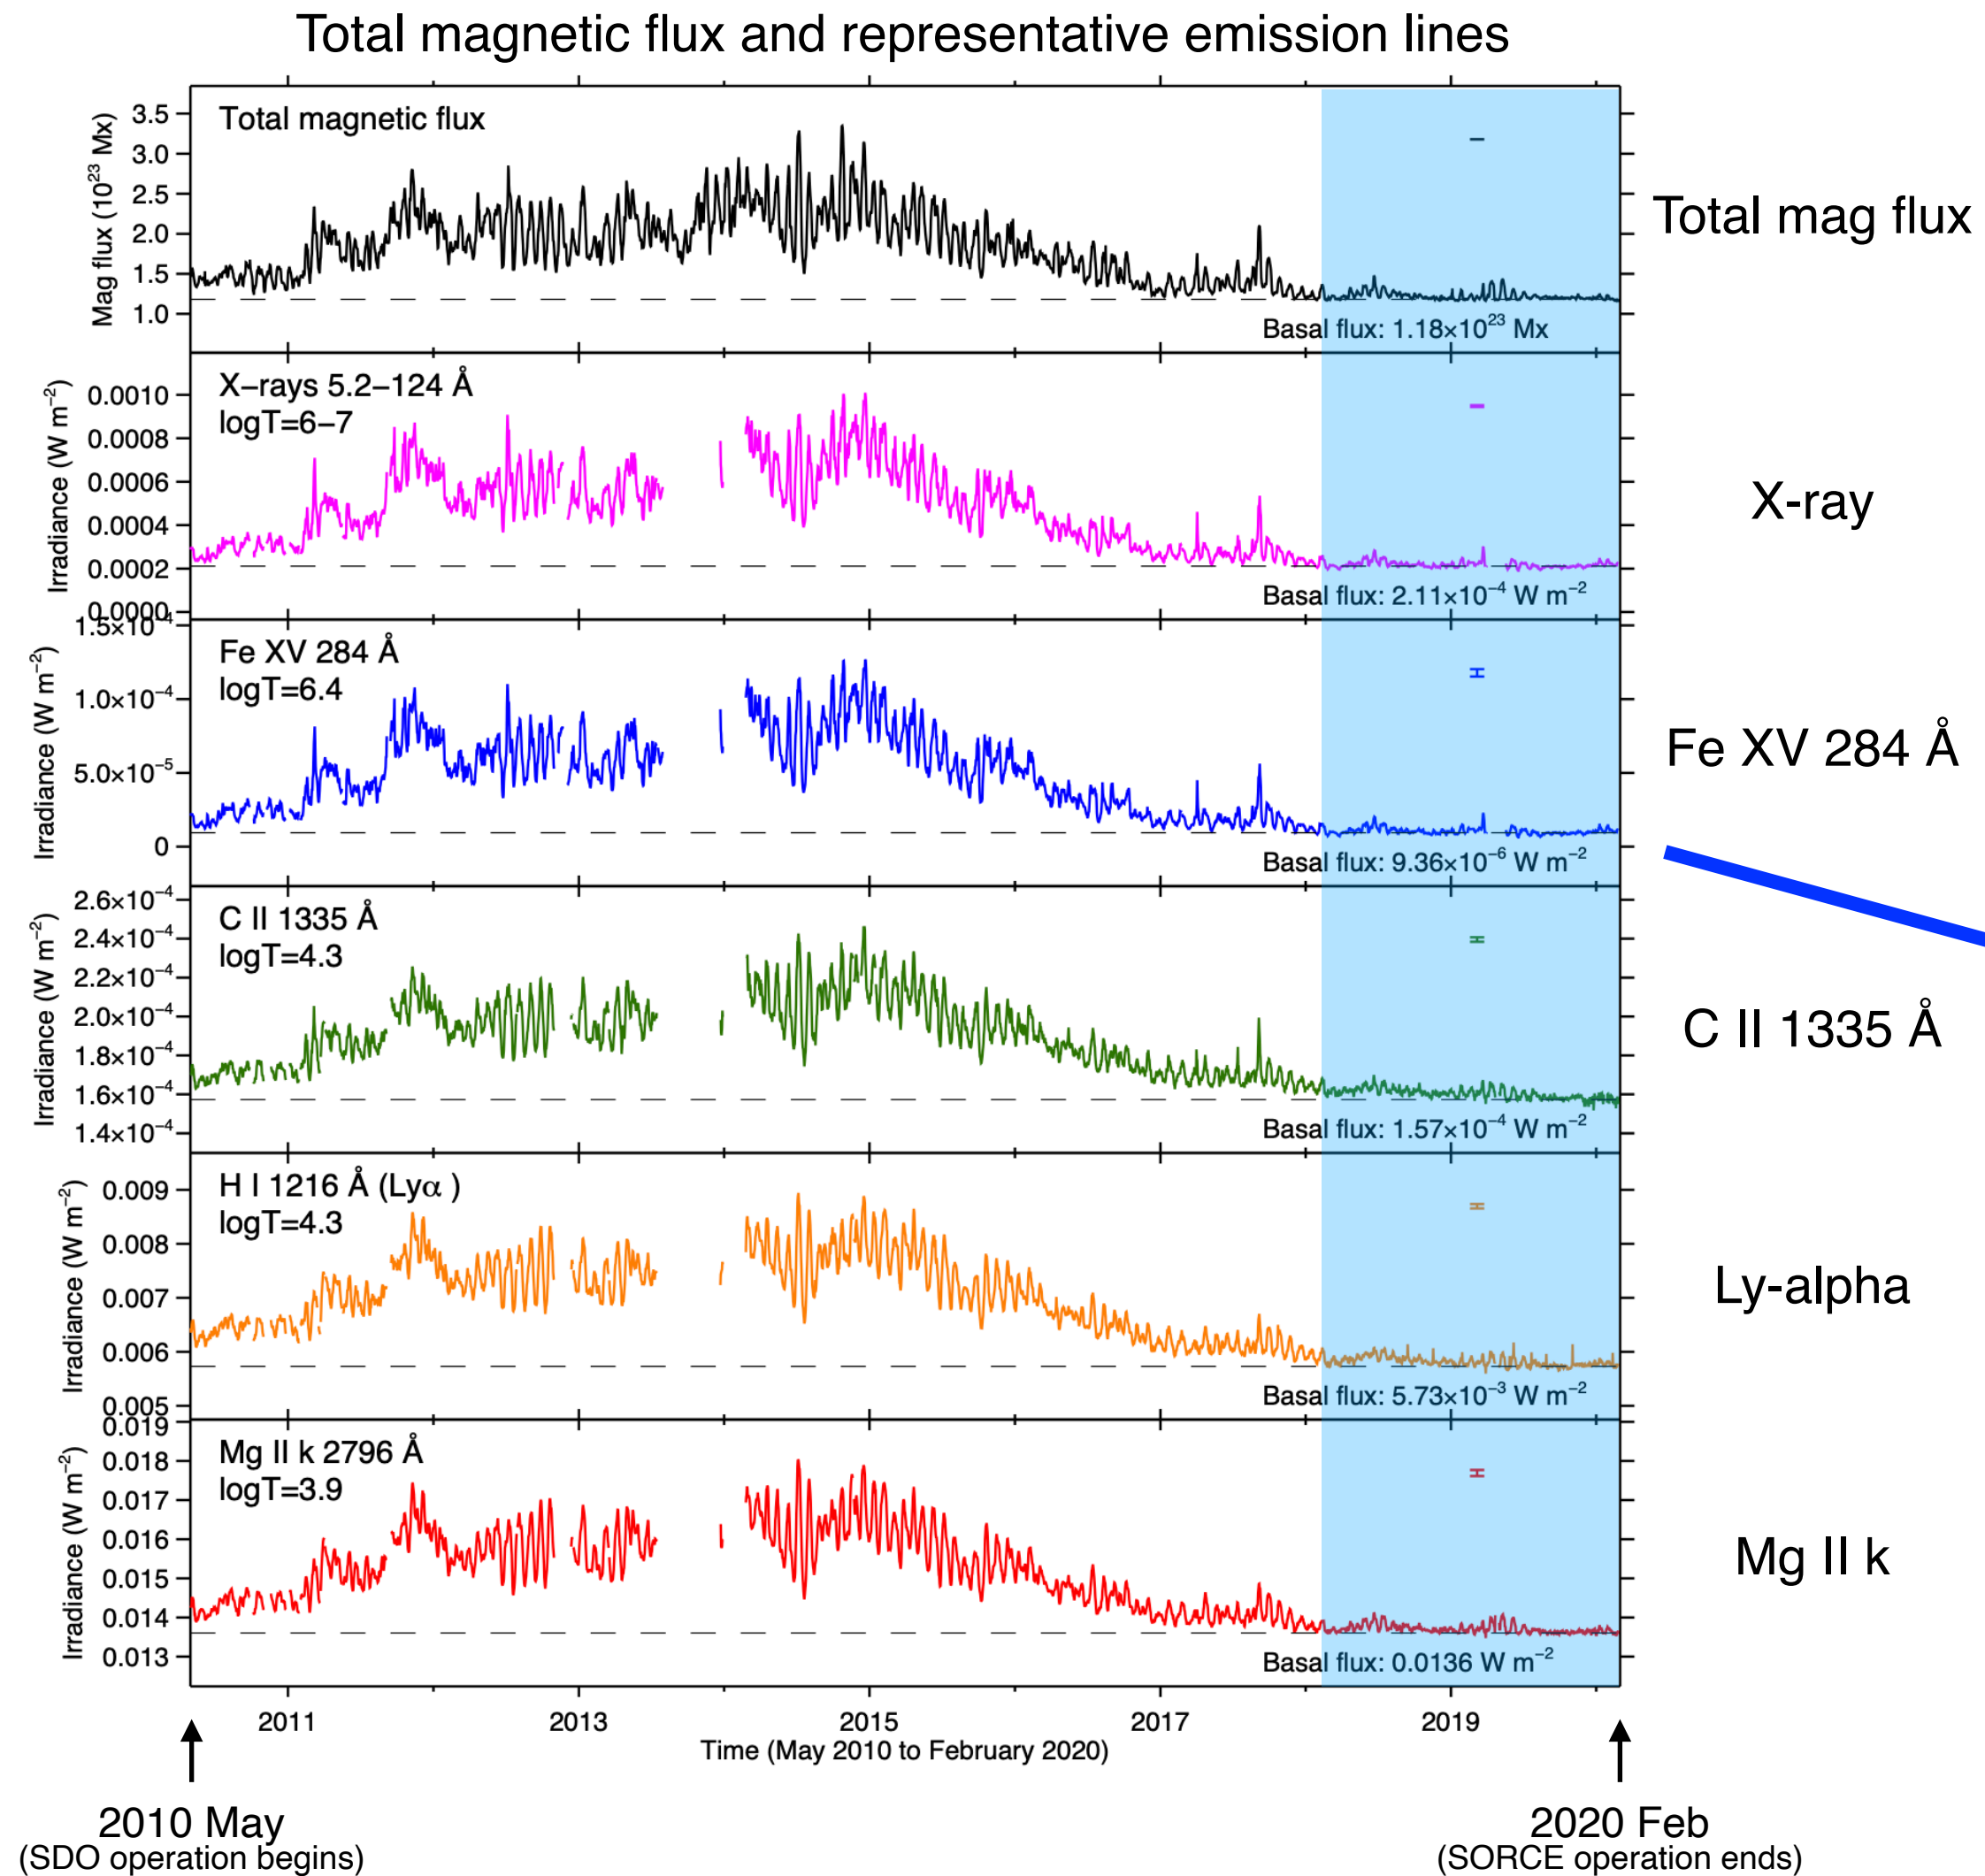 Total magnetic flux and representative emission lines
Total magnetic flux
Mag flux (10²³ Mx)
3.5
3.0
2.5
2.0
1.5
1.0
Basal flux: 1.18×10²³ Mx
Total mag flux
X−rays 5.2−124 Å
logT=6−7
Irradiance (W m⁻²)
0.0010
0.0008
0.0006
0.0004
0.0002
0.0000
Basal flux: 2.11×10⁻⁴ W m⁻²
X-ray
Fe XV 284 Å
logT=6.4
Irradiance (W m⁻²)
1.5×10⁻⁴
1.0×10⁻⁴
5.0×10⁻⁵
0
Basal flux: 9.36×10⁻⁶ W m⁻²
Fe XV 284 Å
C II 1335 Å
logT=4.3
Irradiance (W m⁻²)
2.6×10⁻⁴
2.4×10⁻⁴
2.2×10⁻⁴
2.0×10⁻⁴
1.8×10⁻⁴
1.6×10⁻⁴
1.4×10⁻⁴
Basal flux: 1.57×10⁻⁴ W m⁻²
C II 1335 Å
H I 1216 Å (Lyα )
logT=4.3
Irradiance (W m⁻²)
0.009
0.008
0.007
0.006
0.005
Basal flux: 5.73×10⁻³ W m⁻²
Ly-alpha
Mg II k 2796 Å
logT=3.9
Irradiance (W m⁻²)
0.019
0.018
0.017
0.016
0.015
0.014
0.013
Basal flux: 0.0136 W m⁻²
Mg II k
2011
2013
2015
2017
2019
Time (May 2010 to February 2020)
2010 May
(SDO operation begins)
2020 Feb
(SORCE operation ends)